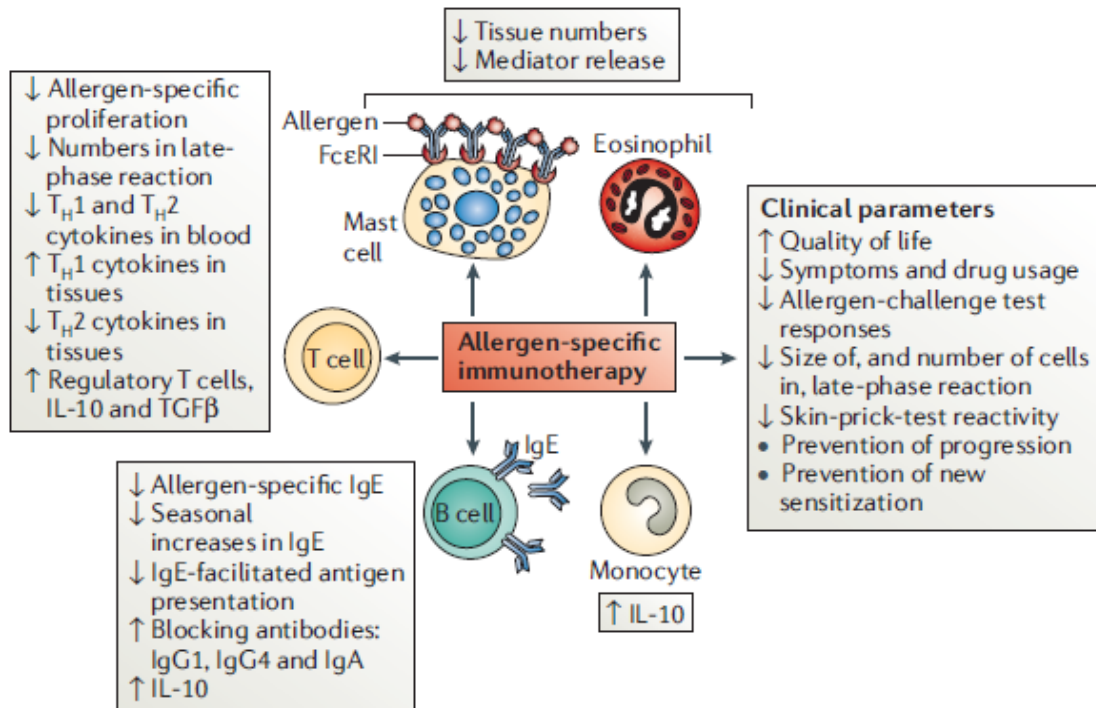 ↓ Tissue numbers
↓ Mediator release
↓ Allergen-specific
proliferation
↓ Numbers in late-
phase reaction
↓ T_H1 and T_H2
cytokines in blood
↑ T_H1 cytokines in
tissues
↓ T_H2 cytokines in
tissues
↑ Regulatory T cells,
IL-10 and TGFβ
Allergen
FcεRI
Mast
cell
Eosinophil
Clinical parameters
↑ Quality of life
↓ Symptoms and drug usage
↓ Allergen-challenge test
responses
↓ Size of, and number of cells
in, late-phase reaction
↓ Skin-prick-test reactivity
• Prevention of progression
• Prevention of new
sensitization
T cell
Allergen-specific
immunotherapy
↓ Allergen-specific IgE
↓ Seasonal
increases in IgE
↓ IgE-facilitated antigen
presentation
↑ Blocking antibodies:
IgG1, IgG4 and IgA
↑ IL-10
IgE
B cell
Monocyte
↑ IL-10